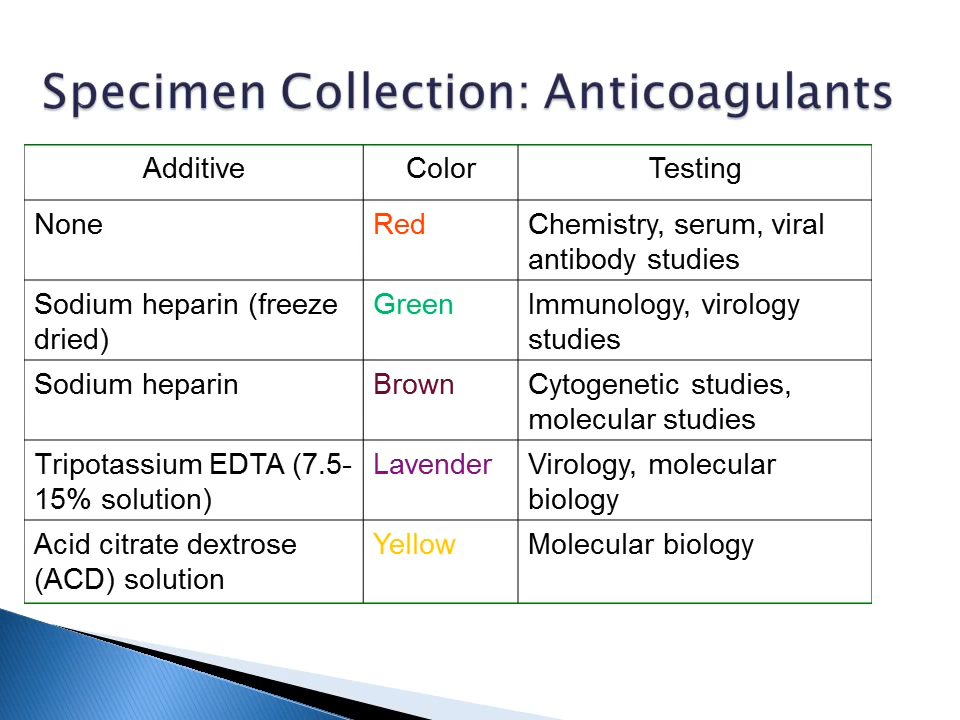 Specimen Collection: Anticoagulants
Additive Color Testing
None Red Chemistry, serum, viral
antibody studies
Sodium heparin (freeze
dried) Green Immunology, virology
studies
Sodium heparin Brown Cytogenetic studies,
molecular studies
Tripotassium EDTA (7.5-
15% solution) Lavender Virology, molecular
biology
Acid citrate dextrose
(ACD) solution Yellow Molecular biology